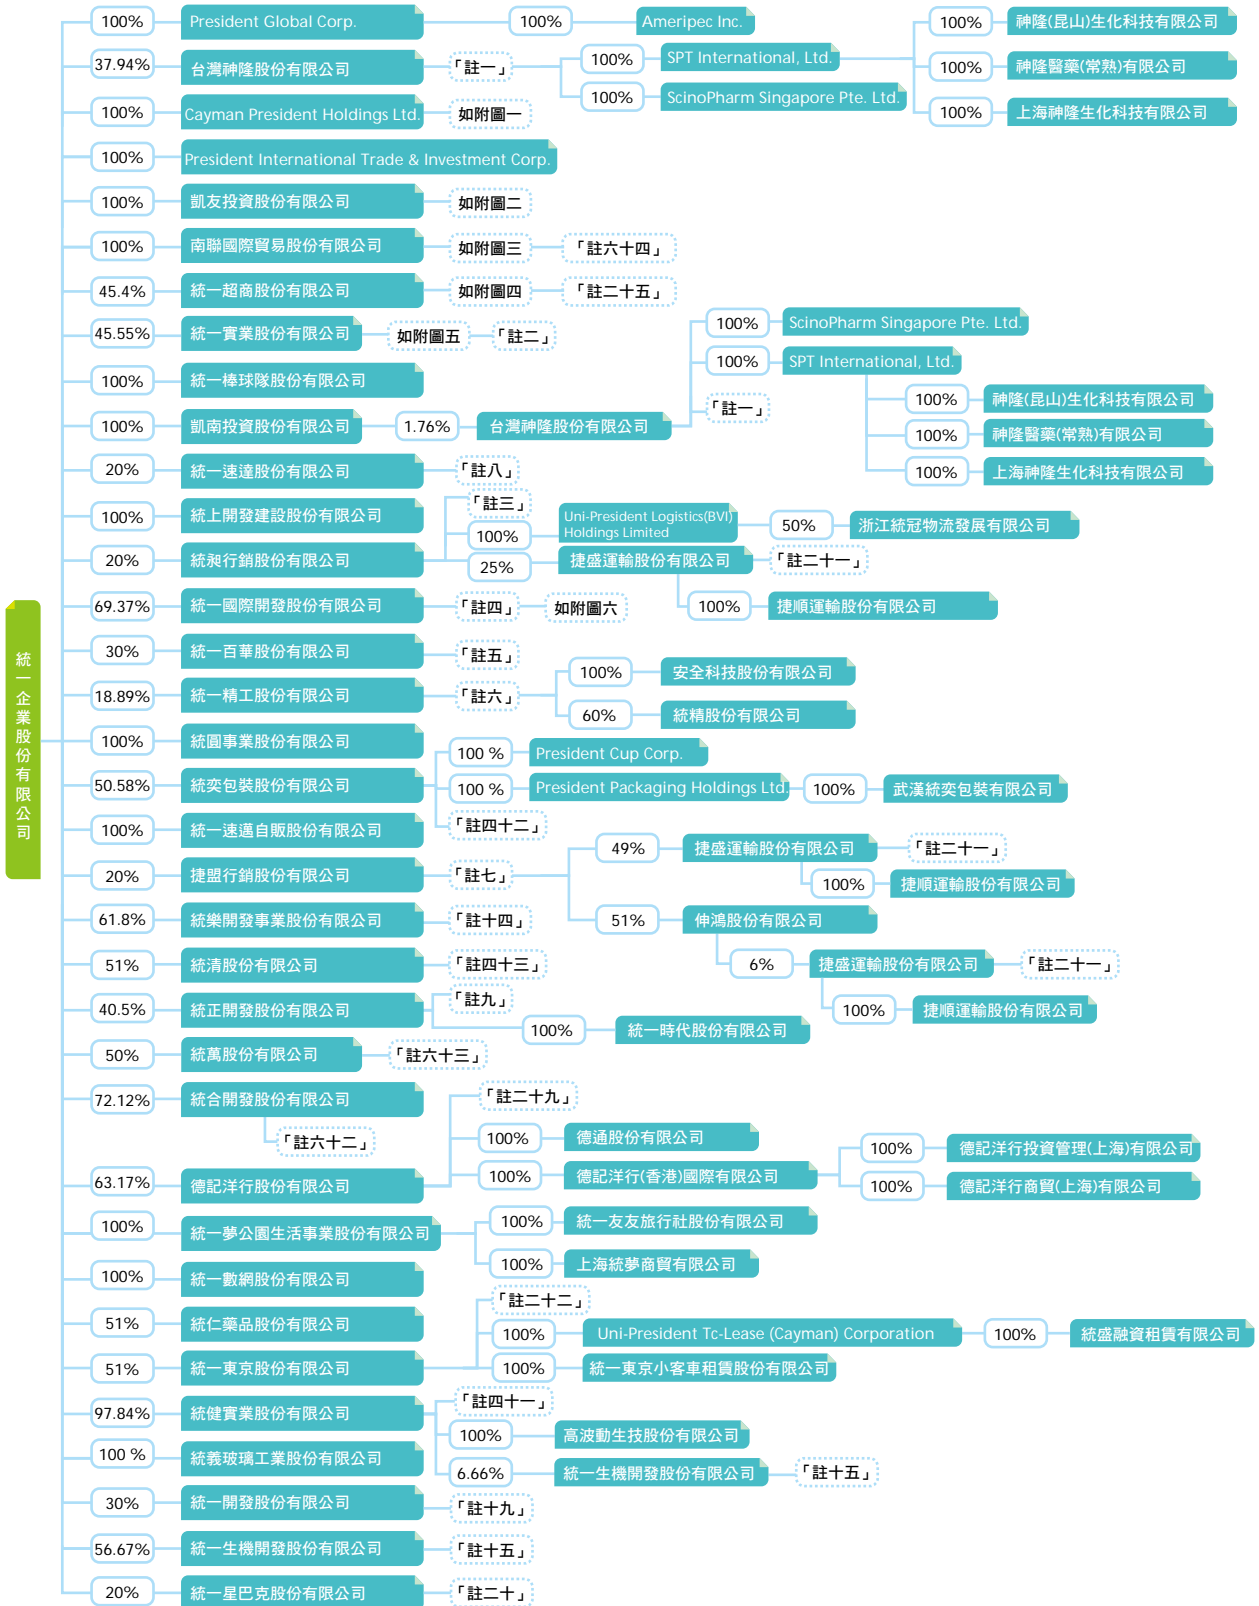 統一企業股份有限公司
100% President Global Corp. 100% Ameripec Inc.
37.94% 台灣神隆股份有限公司 「註一」
100% SPT International, Ltd.
100% 神隆(昆山)生化科技有限公司
100% 神隆醫藥(常熟)有限公司
100% 上海神隆生化科技有限公司
100% ScinoPharm Singapore Pte. Ltd.
100% Cayman President Holdings Ltd. 如附圖一
100% President International Trade & Investment Corp.
100% 凱友投資股份有限公司 如附圖二
100% 南聯國際貿易股份有限公司 如附圖三 「註六十四」
45.4% 統一超商股份有限公司 如附圖四 「註二十五」
45.55% 統一實業股份有限公司 如附圖五 「註二」
100% 統一棒球隊股份有限公司
100% 凱南投資股份有限公司 1.76% 台灣神隆股份有限公司
100% ScinoPharm Singapore Pte. Ltd.
100% SPT International, Ltd.
「註一」
100% 神隆(昆山)生化科技有限公司
100% 神隆醫藥(常熟)有限公司
100% 上海神隆生化科技有限公司
20% 統一速達股份有限公司 「註八」
100% 統上開發建設股份有限公司
20% 統昶行銷股份有限公司
「註三」
100% Uni-President Logistics(BVI)
Holdings Limited
50% 浙江統冠物流發展有限公司
25% 捷盛運輸股份有限公司 「註二十一」
100% 捷順運輸股份有限公司
69.37% 統一國際開發股份有限公司 「註四」 如附圖六
30% 統一百華股份有限公司 「註五」
18.89% 統一精工股份有限公司 「註六」
100% 安全科技股份有限公司
60% 統精股份有限公司
100% 統圓事業股份有限公司
50.58% 統奕包裝股份有限公司
100 % President Cup Corp.
100 % President Packaging Holdings Ltd. 100% 武漢統奕包裝有限公司
「註四十二」
100% 統一速邁自販股份有限公司
20% 捷盟行銷股份有限公司 「註七」
49% 捷盛運輸股份有限公司 「註二十一」
100% 捷順運輸股份有限公司
51% 伸鴻股份有限公司
6% 捷盛運輸股份有限公司 「註二十一」
100% 捷順運輸股份有限公司
61.8% 統樂開發事業股份有限公司 「註十四」
51% 統清股份有限公司 「註四十三」
40.5% 統正開發股份有限公司
「註九」
100% 統一時代股份有限公司
50% 統萬股份有限公司 「註六十三」
72.12% 統合開發股份有限公司
「註六十二」
63.17% 德記洋行股份有限公司
「註二十九」
100% 德通股份有限公司
100% 德記洋行(香港)國際有限公司
100% 德記洋行投資管理(上海)有限公司
100% 德記洋行商貿(上海)有限公司
100% 統一夢公園生活事業股份有限公司
100% 統一友友旅行社股份有限公司
100% 上海統夢商貿有限公司
100% 統一數網股份有限公司
51% 統仁藥品股份有限公司
51% 統一東京股份有限公司
「註二十二」
100% Uni-President Tc-Lease (Cayman) Corporation 100% 統盛融資租賃有限公司
100% 統一東京小客車租賃股份有限公司
97.84% 統健實業股份有限公司
「註四十一」
100% 高波動生技股份有限公司
6.66% 統一生機開發股份有限公司 「註十五」
100 % 統義玻璃工業股份有限公司
30% 統一開發股份有限公司 「註十九」
56.67% 統一生機開發股份有限公司 「註十五」
20% 統一星巴克股份有限公司 「註二十」